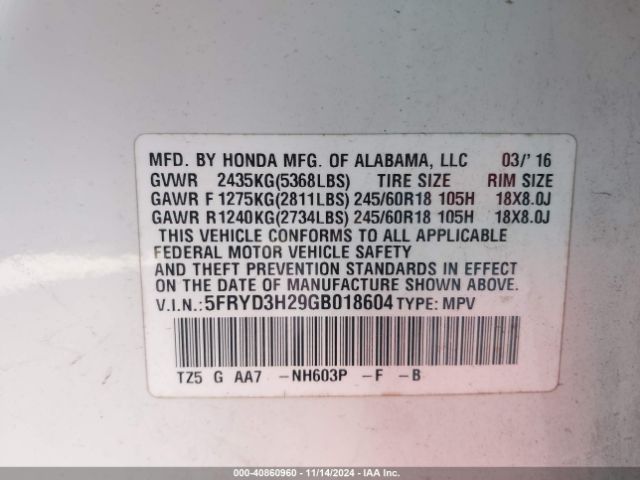 MFD. BY HONDA MFG. OF ALABAMA, LLC 03/' 16
GVWR 2435KG(5368LBS) TIRE SIZE RIM SIZE
GAWR F 1275KG(2811LBS) 245/60R18 105H 18X8.0J
GAWR R 1240KG(2734LBS) 245/60R18 105H 18X8.0J
THIS VEHICLE CONFORMS TO ALL APPLICABLE
FEDERAL MOTOR VEHICLE SAFETY
AND THEFT PREVENTION STANDARDS IN EFFECT
ON THE DATE OF MANUFACTURE SHOWN ABOVE.
V.I.N.: 5FRYD3H29GB018604 TYPE: MPV
TZ5 G AA7 -NH603P -F -B
000-40860960 - 11/14/2024 - IAA Inc.